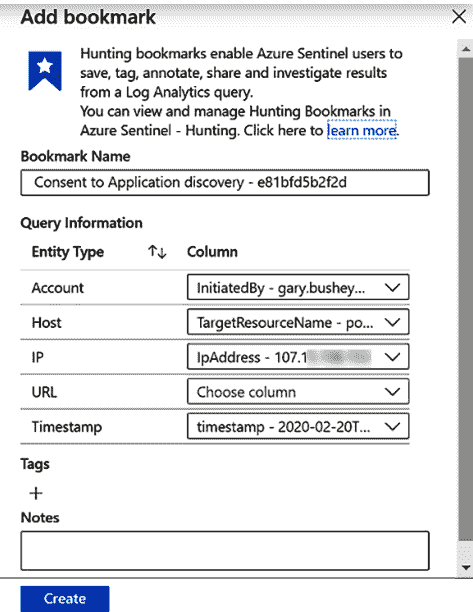 Add bookmark
Hunting bookmarks enable Azure Sentinel users to
save, tag, annotate, share and investigate results
from a Log Analytics query.
You can view and manage Hunting Bookmarks in
Azure Sentinel - Hunting. Click here to learn more.
Bookmark Name
Consent to Application discovery - e81bfd5b2f2d
Query Information
Entity Type Column
Account InitiatedBy - gary.bushey...
Host TargetResourceName - po...
IP IpAddress - 107.1
URL Choose column
Timestamp timestamp - 2020-02-20T...
Tags
+
Notes
Create